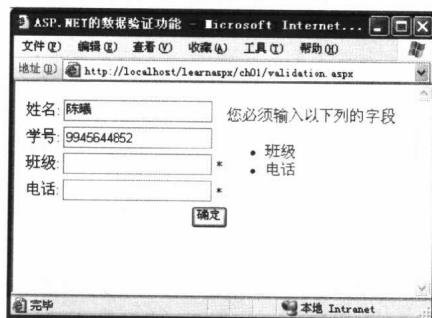 ASP.NET的数据验证功能 - Microsoft Internet...
文件(F) 编辑(E) 查看(V) 收藏(A) 工具(T) 帮助(H)
地址(D) http://localhost/learnaspx/ch01/validation.aspx
姓名: 陈曦
学号: 9945644852
班级: *
电话: *
确定
您必须输入以下列的字段
• 班级
• 电话
完毕
本地 Intranet